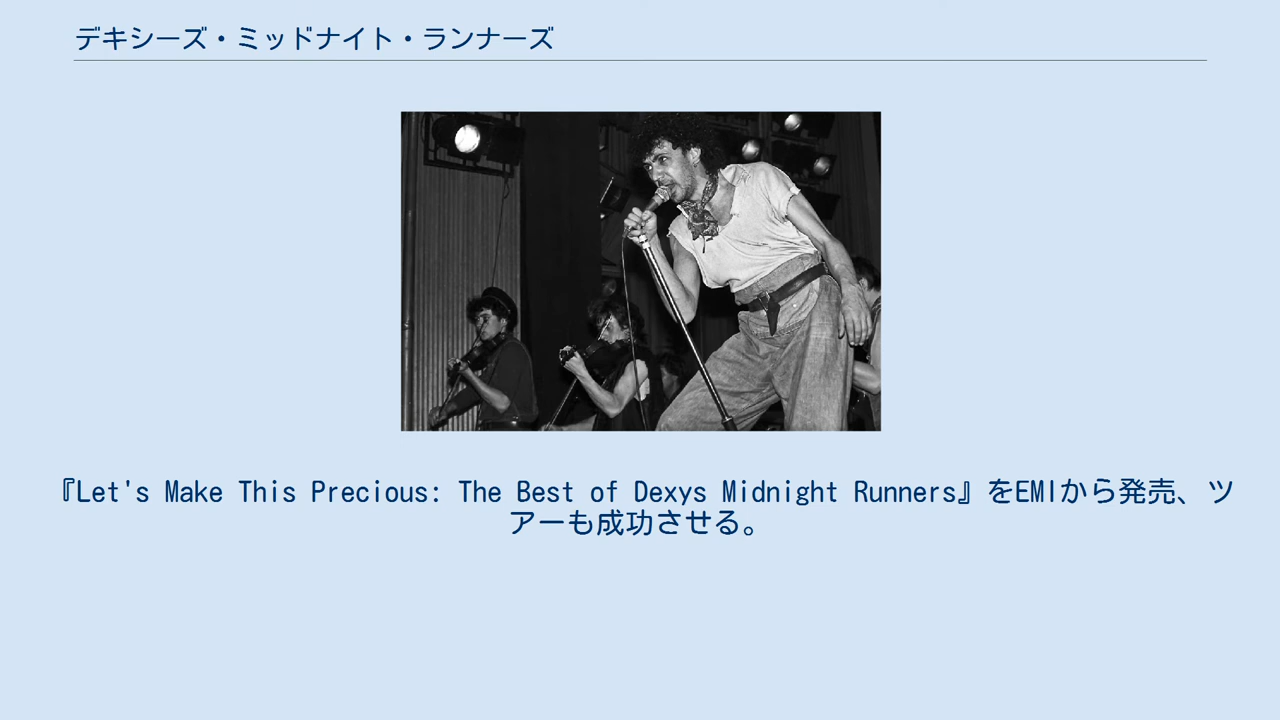 デキシーズ・ミッドナイト・ランナーズ
『Let's Make This Precious: The Best of Dexys Midnight Runners』をEMIから発売、ツ
アーも成功させる。